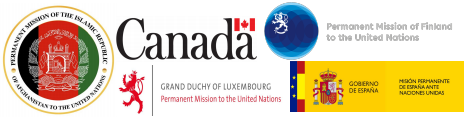 PERMANENT MISSION OF THE ISLAMIC REPUBLIC
OF AFGHANISTAN TO THE UNITED NATIONS
Canada
Permanent Mission of Finland
to the United Nations
GRAND DUCHY OF LUXEMBOURG
Permanent Mission to the United Nations
GOBIERNO
DE ESPAÑA
MISIÓN PERMANENTE
DE ESPAÑA ANTE
NACIONES UNIDAS